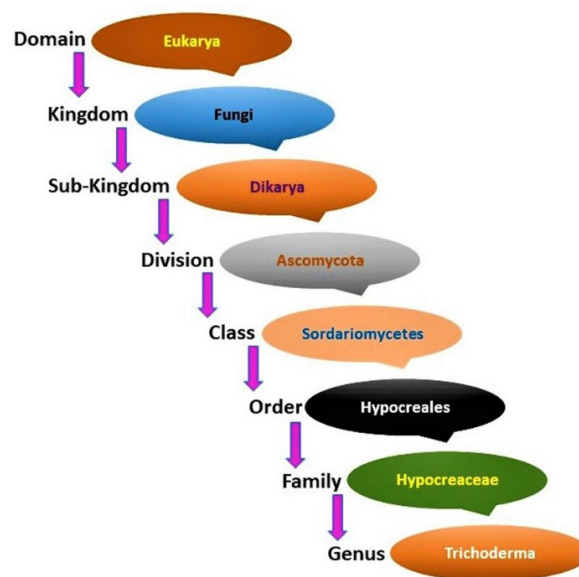 Domain Eukarya
Kingdom Fungi
Sub-Kingdom Dikarya
Division Ascomycota
Class Sordariomycetes
Order Hypocreales
Family Hypocreaceae
Genus Trichoderma